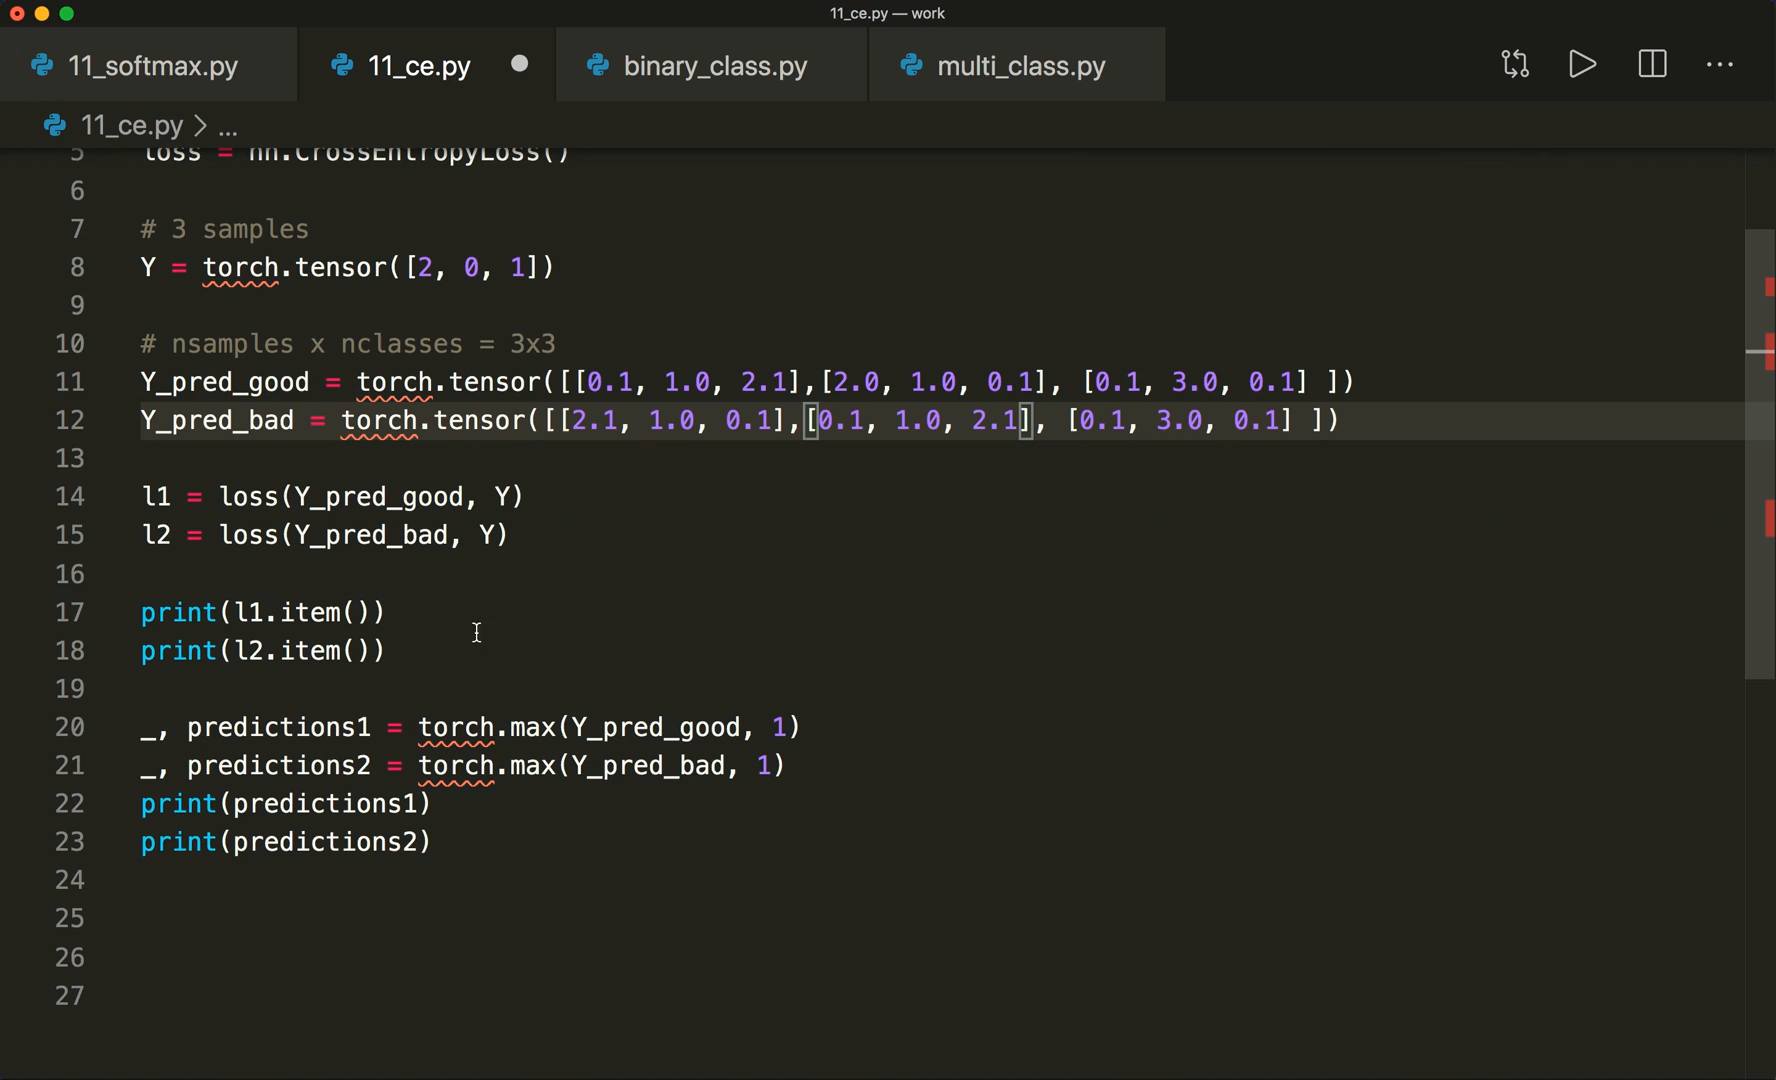 11_ce.py — work
11_softmax.py 11_ce.py binary_class.py multi_class.py
11_ce.py > ...
5 loss = nn.CrossEntropyLoss()
6
7 # 3 samples
8 Y = torch.tensor([2, 0, 1])
9
10 # nsamples x nclasses = 3x3
11 Y_pred_good = torch.tensor([[0.1, 1.0, 2.1],[2.0, 1.0, 0.1], [0.1, 3.0, 0.1] ])
12 Y_pred_bad = torch.tensor([[2.1, 1.0, 0.1],[0.1, 1.0, 2.1], [0.1, 3.0, 0.1] ])
13
14 l1 = loss(Y_pred_good, Y)
15 l2 = loss(Y_pred_bad, Y)
16
17 print(l1.item())
18 print(l2.item())
19
20 _, predictions1 = torch.max(Y_pred_good, 1)
21 _, predictions2 = torch.max(Y_pred_bad, 1)
22 print(predictions1)
23 print(predictions2)
24
25
26
27